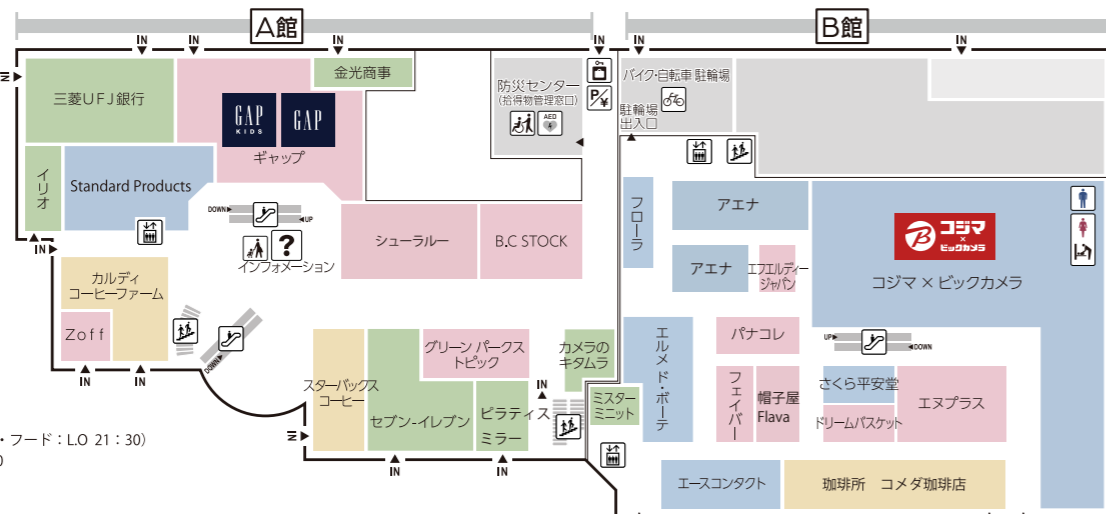 A館
B館
IN
IN
IN
IN
IN
IN
IN
三菱UFJ銀行
GAP
KIDS
GAP
ギャップ
金光商事
防災センター
(拾得物管理窓口)
AED
P/¥
バイク・自転車 駐輪場
駐輪場
出入口
イリオ
Standard Products
DOWN
UP
?
インフォメーション
シューラルー
B.C STOCK
フローラ
アエナ
アエナ
エフエルディー
ジャパン
コジマ
×
ビックカメラ
コジマ × ビックカメラ
IN
IN
カルディ
コーヒーファーム
Zoff
DOWN
IN
IN
スターバックス
コーヒー
セブン-イレブン
グリーン パークス
トピック
ピラティス
ミラー
IN
カメラの
キタムラ
ミスター
ミニット
エルメド・ボーテ
パナコレ
フェイバー
帽子屋
Flava
UP
DOWN
さくら平安堂
ドリームバスケット
エヌプラス
IN
IN
IN
エースコンタクト
珈琲所 コメダ珈琲店
・フード：L.O 21：30）